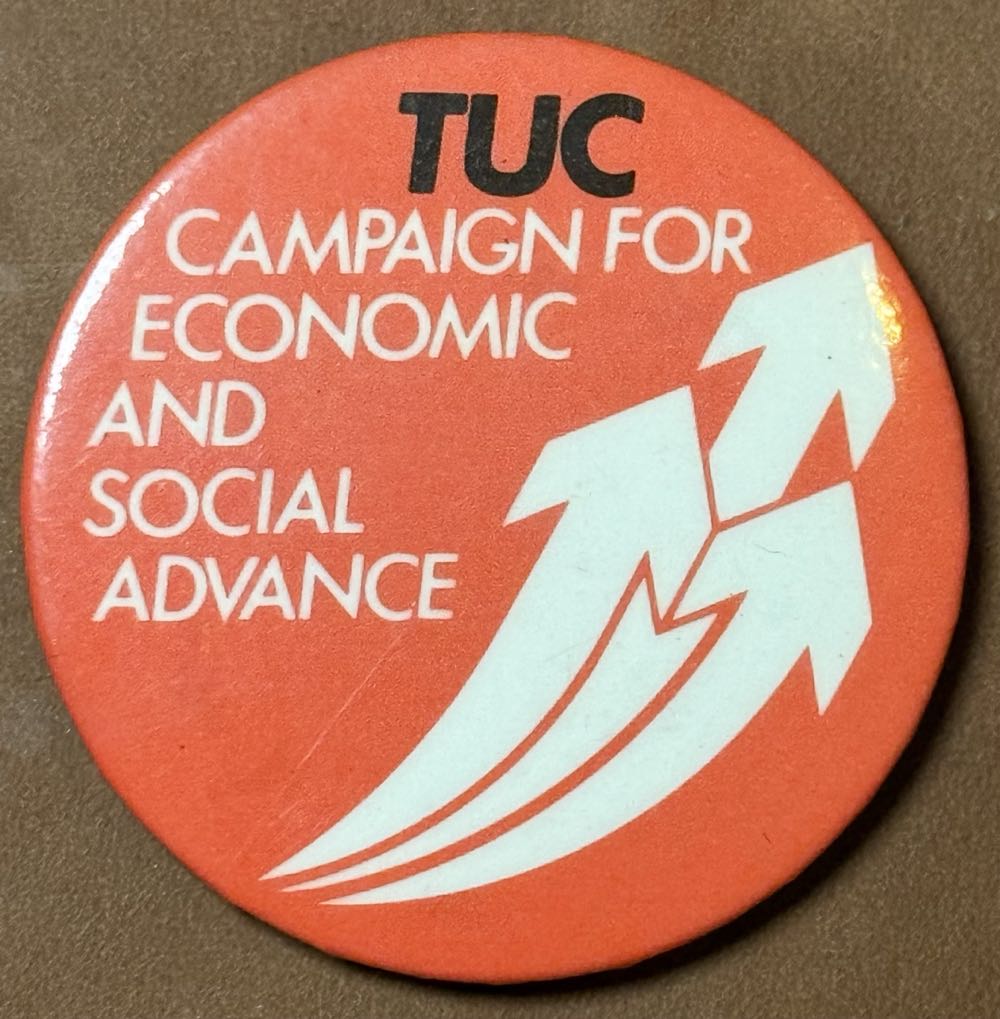 TUC
CAMPAIGN FOR
ECONOMIC
AND
SOCIAL
ADVANCE